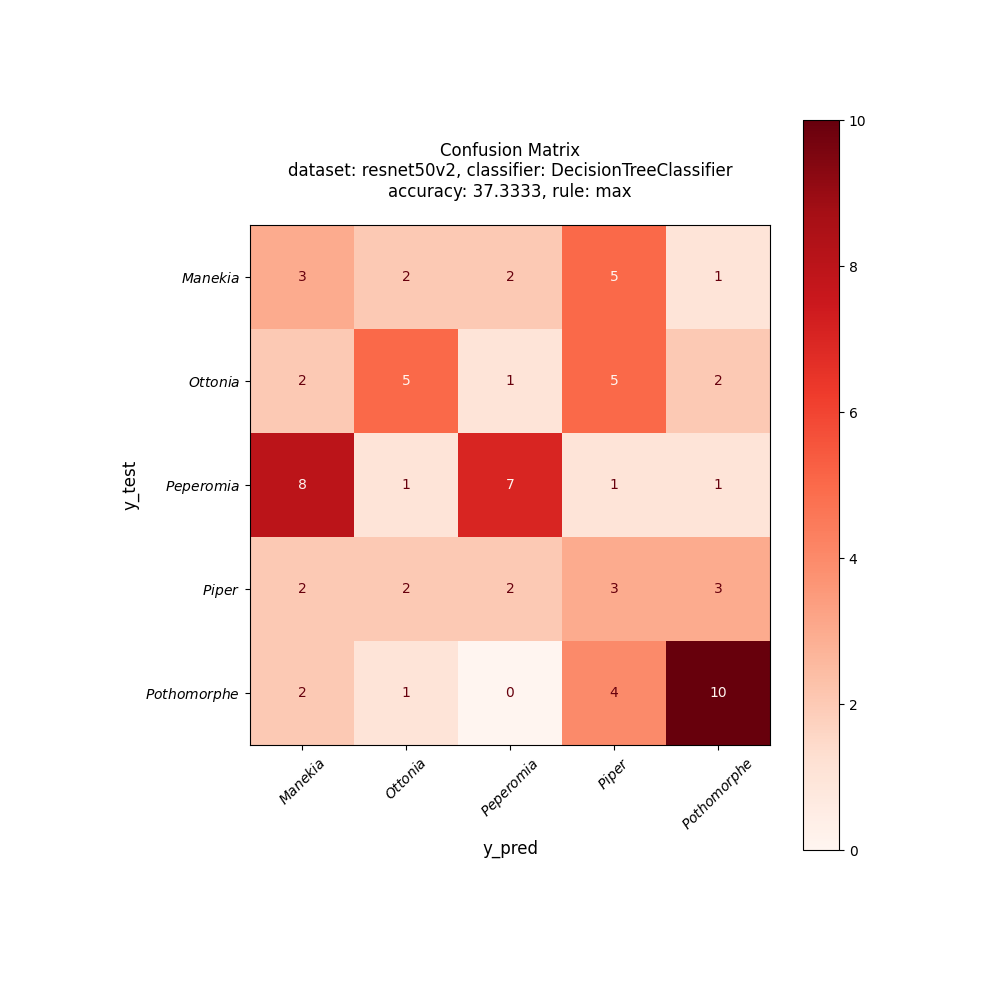 Confusion Matrix
dataset: resnet50v2, classifier: DecisionTreeClassifier
accuracy: 37.3333, rule: max
10
8
6
4
2
0
y_test
Manekia 3 2 2 5 1
Ottonia 2 5 1 5 2
Peperomia 8 1 7 1 1
Piper 2 2 2 3 3
Pothomorphe 2 1 0 4 10
Manekia Ottonia Peperomia Piper Pothomorphe
y_pred